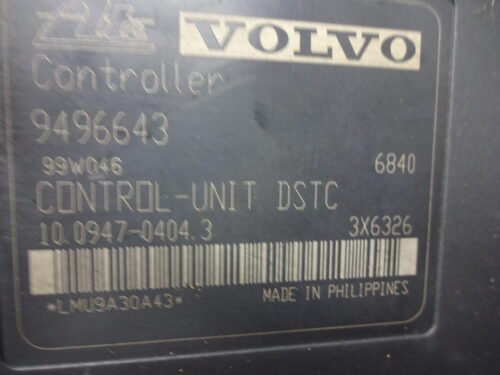 VOLVO
Controller
9496643
99W046 6840
CONTROL-UNIT DSTC
10.0947-0404.3 3X6326
*LMU9A30A43* MADE IN PHILIPPINES